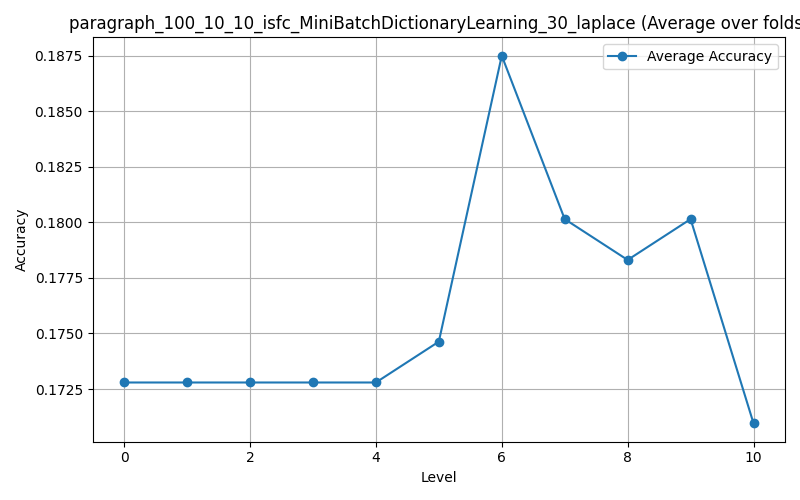 paragraph_100_10_10_isfc_MiniBatchDictionaryLearning_30_laplace (Average over folds
Average Accuracy
0.1875
0.1850
0.1825
0.1800
0.1775
0.1750
0.1725
Accuracy
0 2 4 6 8 10
Level